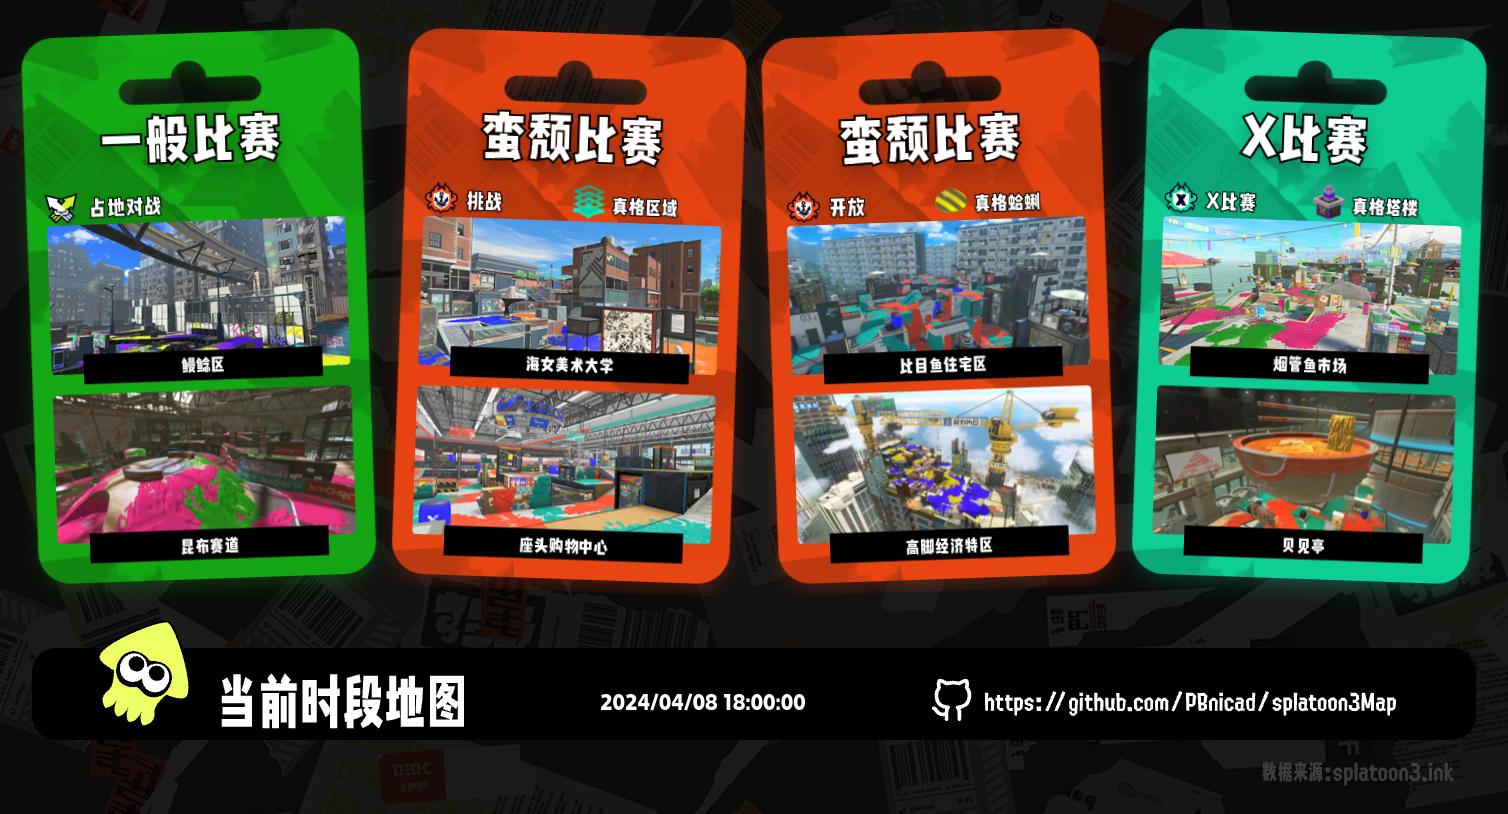 一般比赛
占地对战
鳗鲶区
昆布赛道
蛮颓比赛
挑战
真格区域
海女美术大学
座头购物中心
蛮颓比赛
开放
真格蛤蜊
比目鱼住宅区
高脚经济特区
X比赛
X比赛
真格塔楼
烟管鱼市场
贝见亭
当前时段地图
2024/04/08 18:00:00
https://github.com/PBnicad/splatoon3Map
数据来源:splatoon3.ink